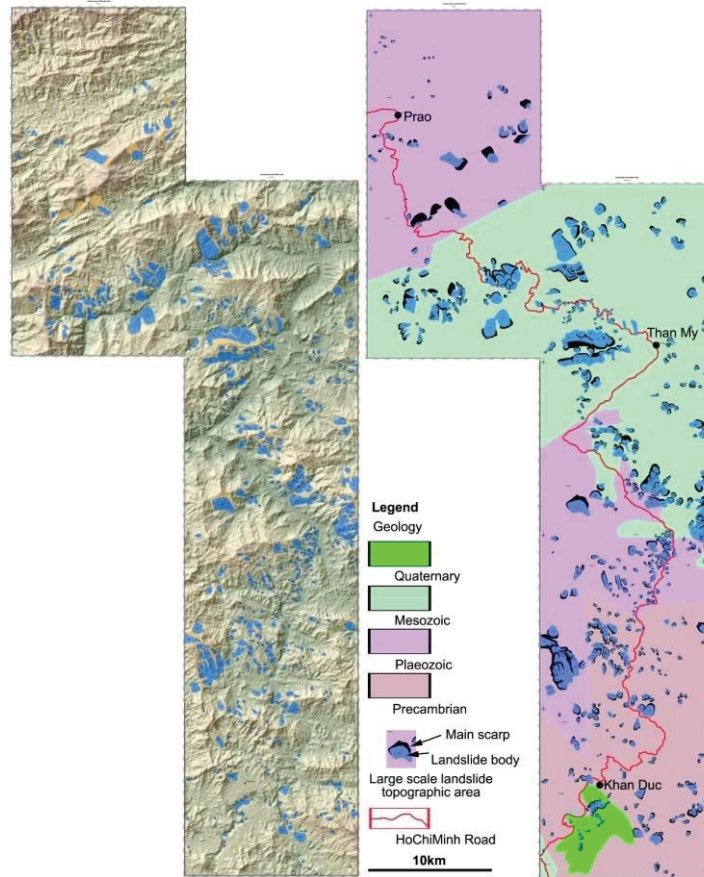 Prao
Than My
Legend
Geology
Quaternary
Mesozoic
Plaeozoic
Precambrian
Main scarp
Landslide body
Large scale landslide
topographic area
HoChiMinh Road
10km
Khan Duc